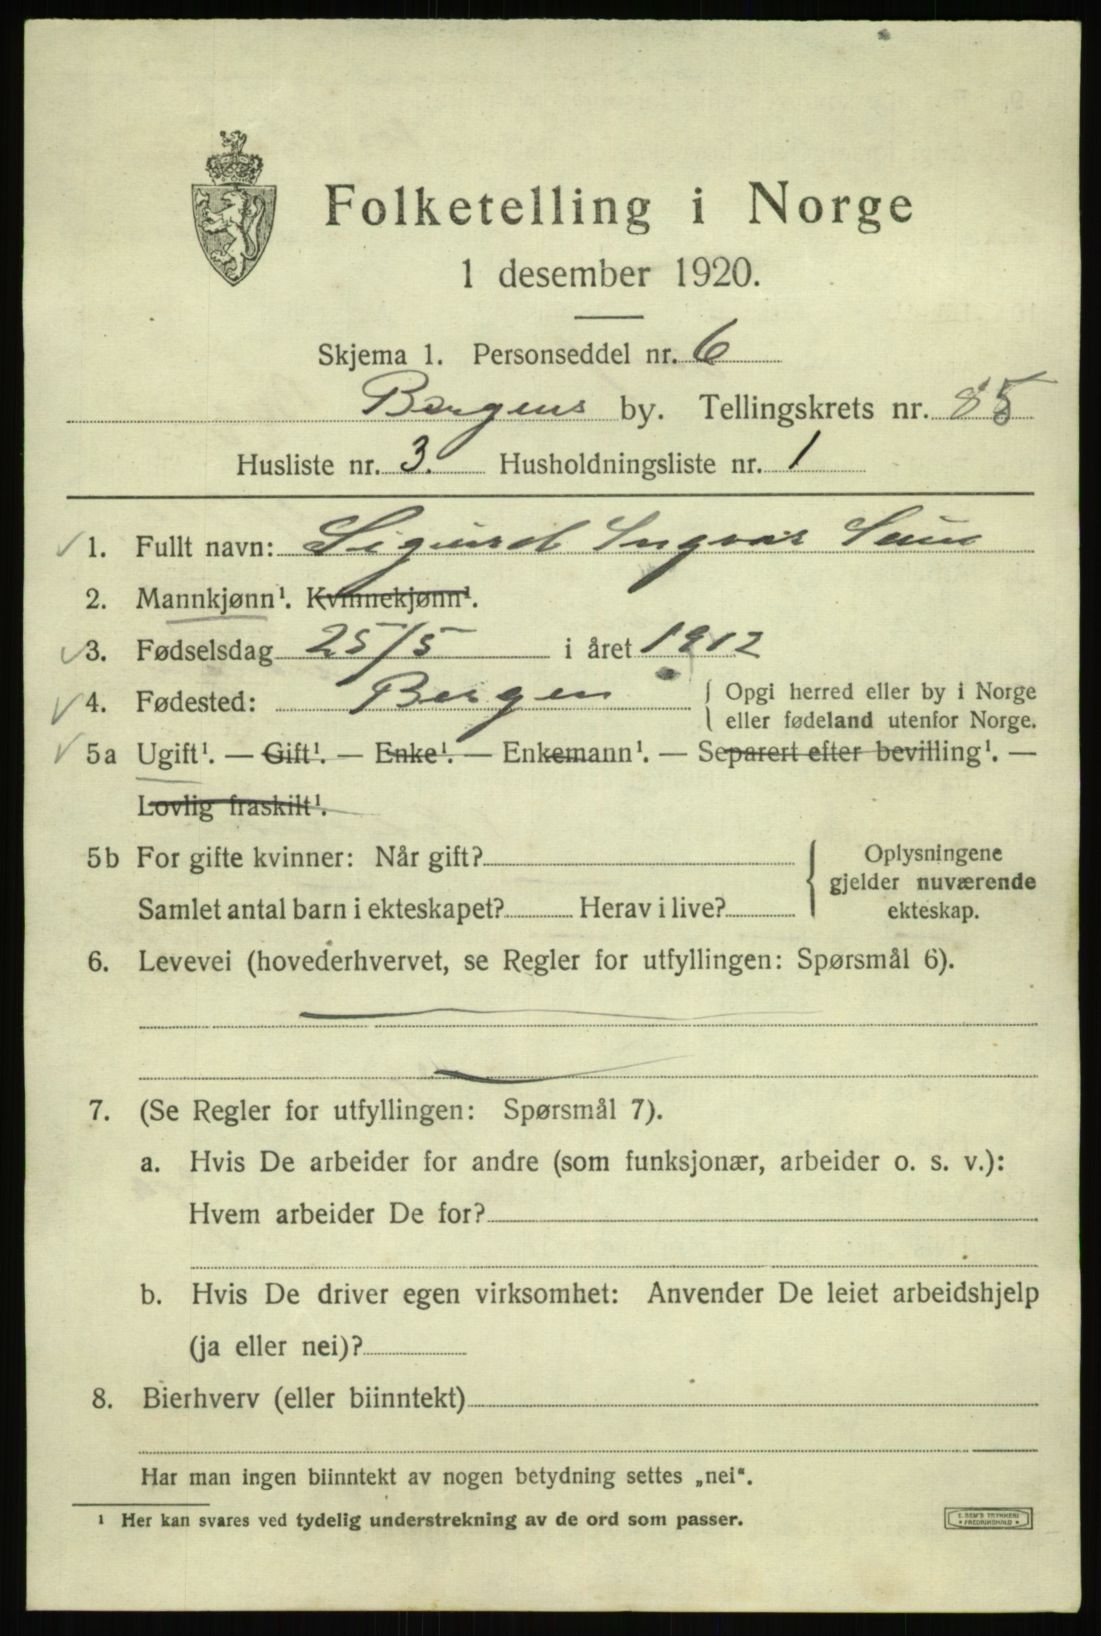 Folketelling i Norge
1 desember 1920.
Skjema 1. Personseddel nr. 6
Bergens by. Tellingskrets nr. 85
Husliste nr. 3. Husholdningsliste nr. 1
1. Fullt navn: Sigurd Ingvar
2. Mannkjønn¹. Kvinnekjønn¹.
3. Fødselsdag 25/5 i året 1912
4. Fødested: Bergen { Opgi herred eller by i Norge
eller fødeland utenfor Norge.
5a Ugift¹. — Gift¹. — Enke¹. — Enkemann¹. — Separert efter bevilling¹. —
Lovlig fraskilt¹.
5b For gifte kvinner: Når gift? { Oplysningene
gjelder nuværende
Samlet antal barn i ekteskapet? Herav i live? ekteskap.
6. Levevei (hovederhvervet, se Regler for utfyllingen: Spørsmål 6).
7. (Se Regler for utfyllingen: Spørsmål 7).
a. Hvis De arbeider for andre (som funksjonær, arbeider o. s. v.):
Hvem arbeider De for?
b. Hvis De driver egen virksomhet: Anvender De leiet arbeidshjelp
(ja eller nei)?
8. Bierhverv (eller biinntekt)
Har man ingen biinntekt av nogen betydning settes „nei“.
¹ Her kan svares ved tydelig understrekning av de ord som passer.
E. SEM'S TRYKKERI
* FREDRIKSHALD *